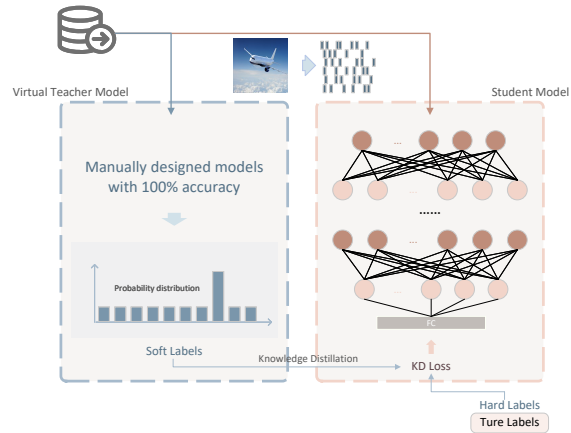 Virtual Teacher Model
Student Model
Manually designed models
with 100% accuracy
...
......
...
Probability distribution
FC
Soft Labels
Knowledge Distillation
KD Loss
Hard Labels
Ture Labels